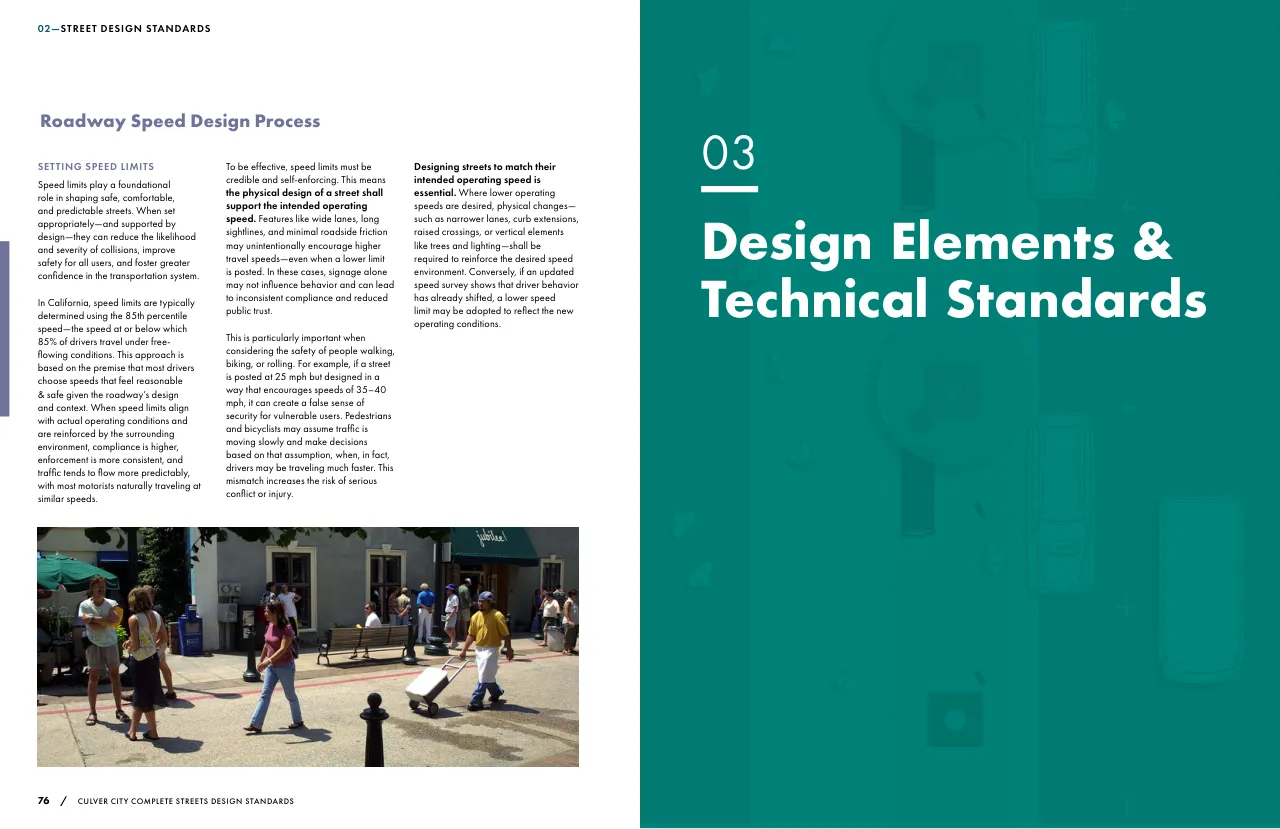 02—STREET DESIGN STANDARDS
Roadway Speed Design Process
SETTING SPEED LIMITS
Speed limits play a foundational
role in shaping safe, comfortable,
and predictable streets. When set
appropriately—and supported by
design—they can reduce the likelihood
and severity of collisions, improve
safety for all users, and foster greater
confidence in the transportation system.
In California, speed limits are typically
determined using the 85th percentile
speed—the speed at or below which
85% of drivers travel under free-
flowing conditions. This approach is
based on the premise that most drivers
choose speeds that feel reasonable
& safe given the roadway’s design
and context. When speed limits align
with actual operating conditions and
are reinforced by the surrounding
environment, compliance is higher,
enforcement is more consistent, and
traffic tends to flow more predictably,
with most motorists naturally traveling at
similar speeds.
To be effective, speed limits must be
credible and self-enforcing. This means
the physical design of a street shall
support the intended operating
speed. Features like wide lanes, long
sightlines, and minimal roadside friction
may unintentionally encourage higher
travel speeds—even when a lower limit
is posted. In these cases, signage alone
may not influence behavior and can lead
to inconsistent compliance and reduced
public trust.
This is particularly important when
considering the safety of people walking,
biking, or rolling. For example, if a street
is posted at 25 mph but designed in a
way that encourages speeds of 35–40
mph, it can create a false sense of
security for vulnerable users. Pedestrians
and bicyclists may assume traffic is
moving slowly and make decisions
based on that assumption, when, in fact,
drivers may be traveling much faster. This
mismatch increases the risk of serious
conflict or injury.
Designing streets to match their
intended operating speed is
essential. Where lower operating
speeds are desired, physical changes—
such as narrower lanes, curb extensions,
raised crossings, or vertical elements
like trees and lighting—shall be
required to reinforce the desired speed
environment. Conversely, if an updated
speed survey shows that driver behavior
has already shifted, a lower speed
limit may be adopted to reflect the new
operating conditions.
jubilee!
76 / CULVER CITY COMPLETE STREETS DESIGN STANDARDS
03
Design Elements &
Technical Standards